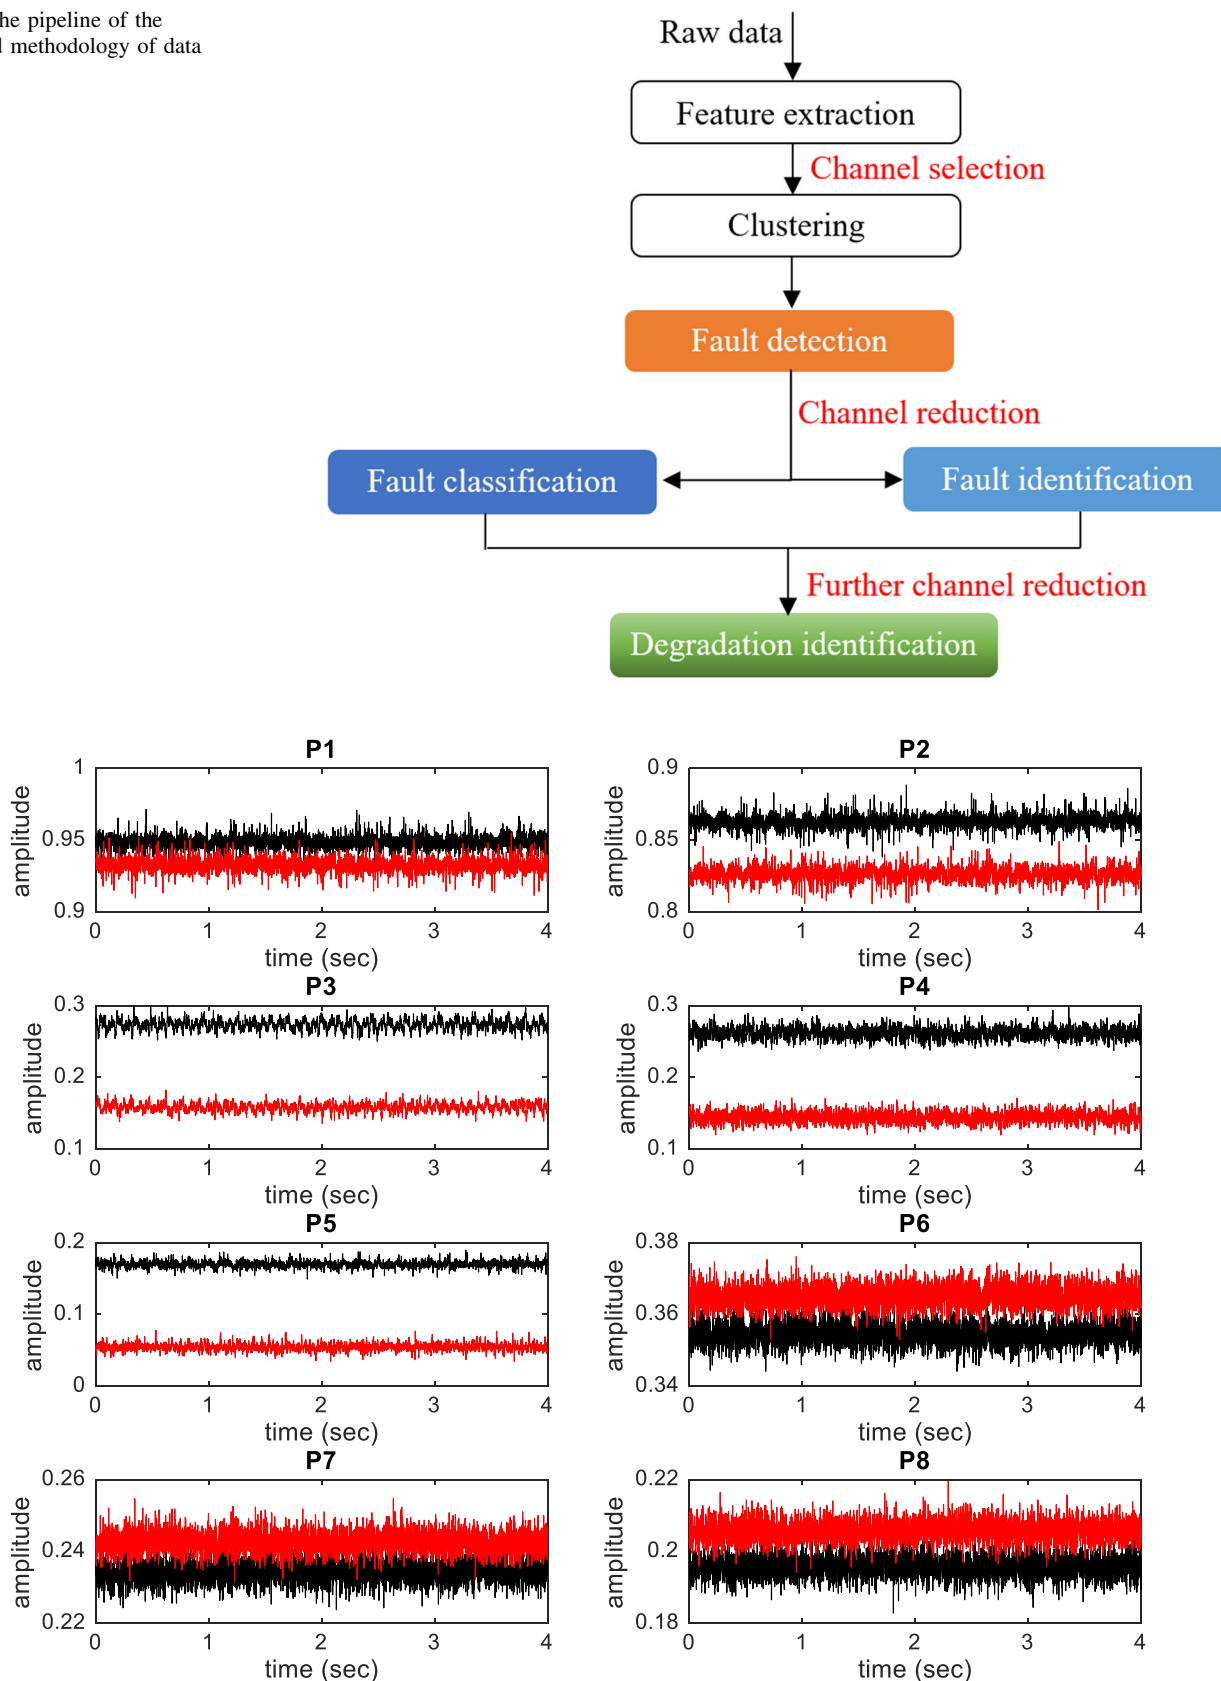 he pipeline of the
d methodology of data
Raw data
Feature extraction
Channel selection
Clustering
Fault detection
Channel reduction
Fault classification
Fault identification
Further channel reduction
Degradation identification
P1
1
0.95
0.9
amplitude
0 1 2 3 4
time (sec)
P2
0.9
0.85
0.8
amplitude
0 1 2 3 4
time (sec)
P3
0.3
0.2
0.1
amplitude
0 1 2 3 4
time (sec)
P4
0.3
0.2
0.1
amplitude
0 1 2 3 4
time (sec)
P5
0.2
0.1
0
amplitude
0 1 2 3 4
time (sec)
P6
0.38
0.36
0.34
amplitude
0 1 2 3 4
time (sec)
P7
0.26
0.24
0.22
amplitude
0 1 2 3 4
time (sec)
P8
0.22
0.2
0.18
amplitude
0 1 2 3 4
time (sec)